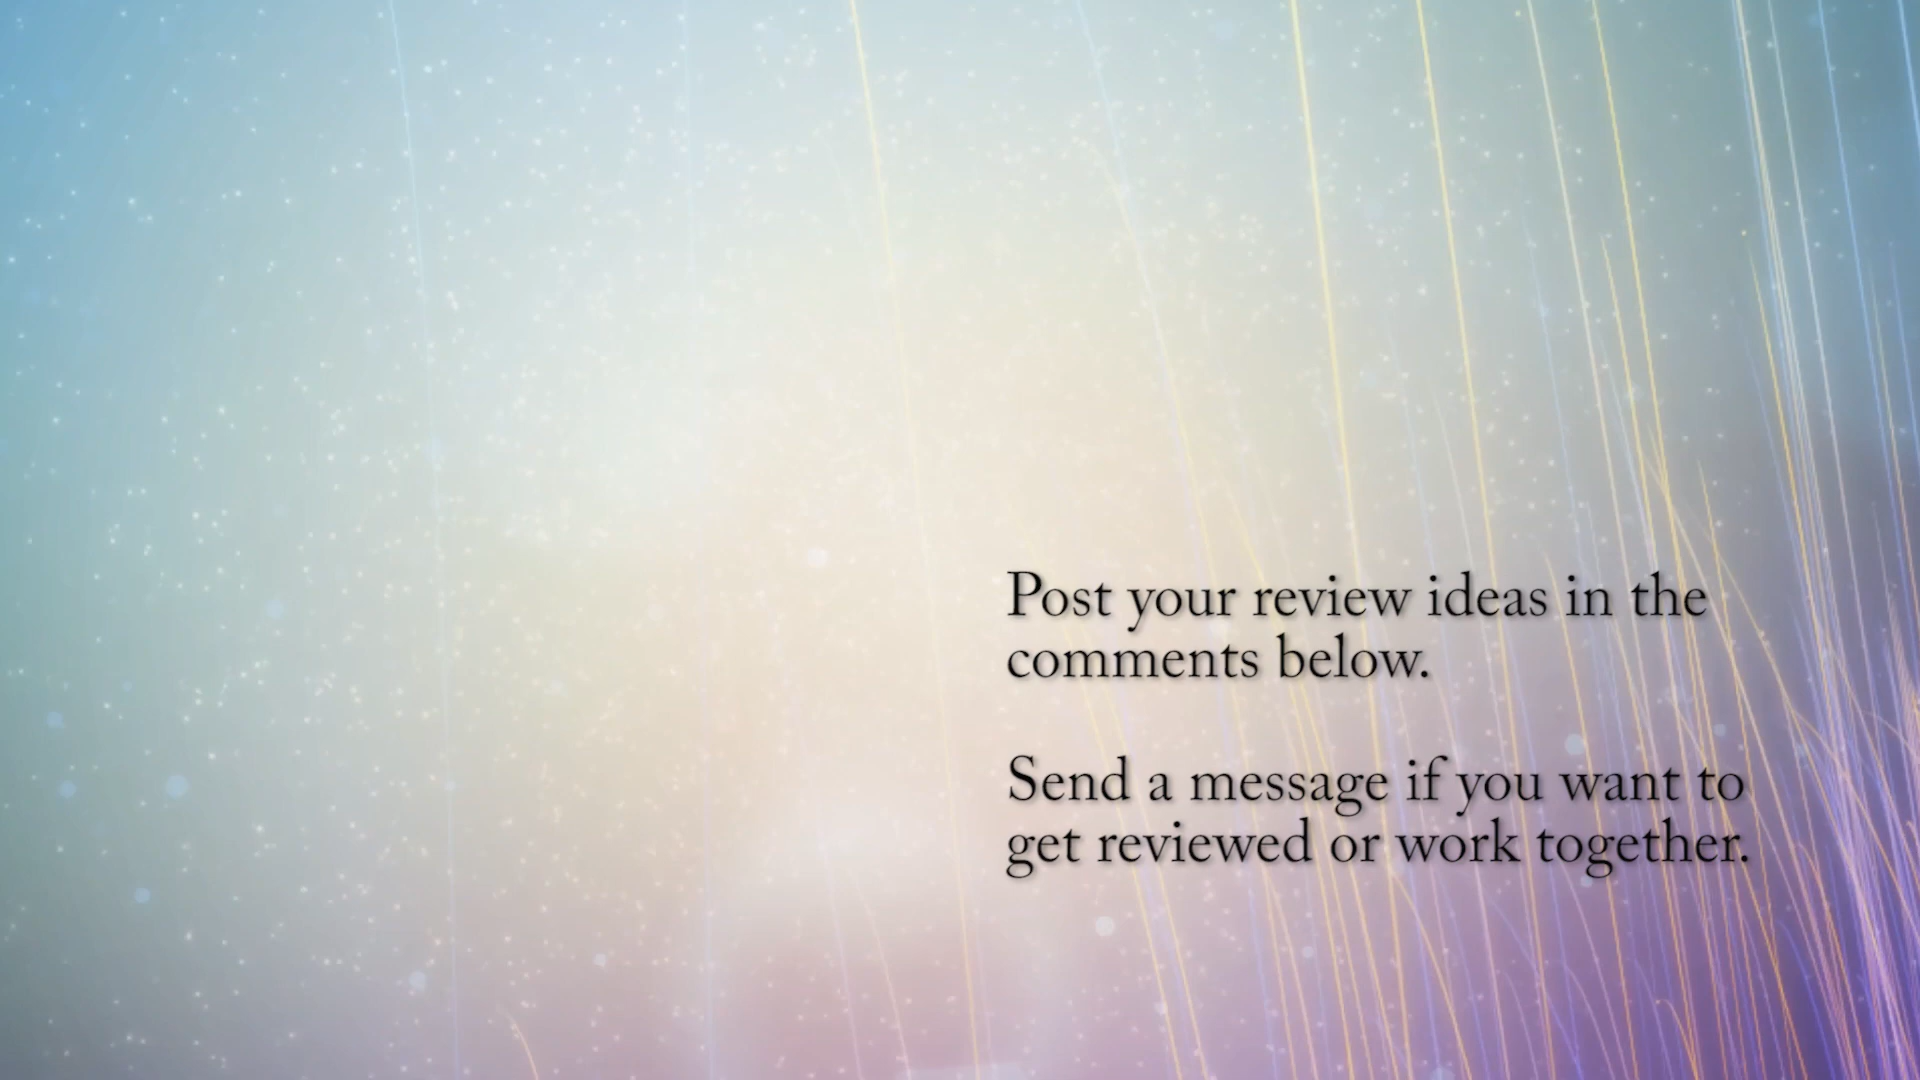 Post your review ideas in the
comments below.
Send a message if you want to
get reviewed or work together.